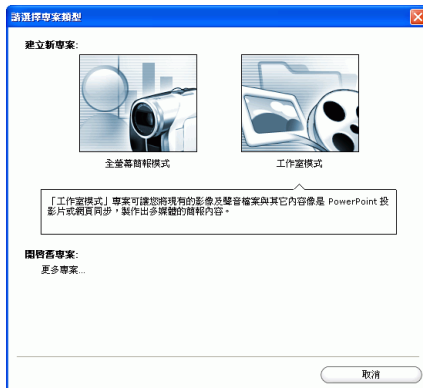 請選擇專案類型
建立新專案:
全螢幕簡報模式
工作室模式
「工作室模式」專案可讓您將現有的影像及聲音檔案與其它內容像是 PowerPoint 投
影片或網頁同步，製作出多媒體的簡報內容。
開啓舊專案:
更多專案...
取消